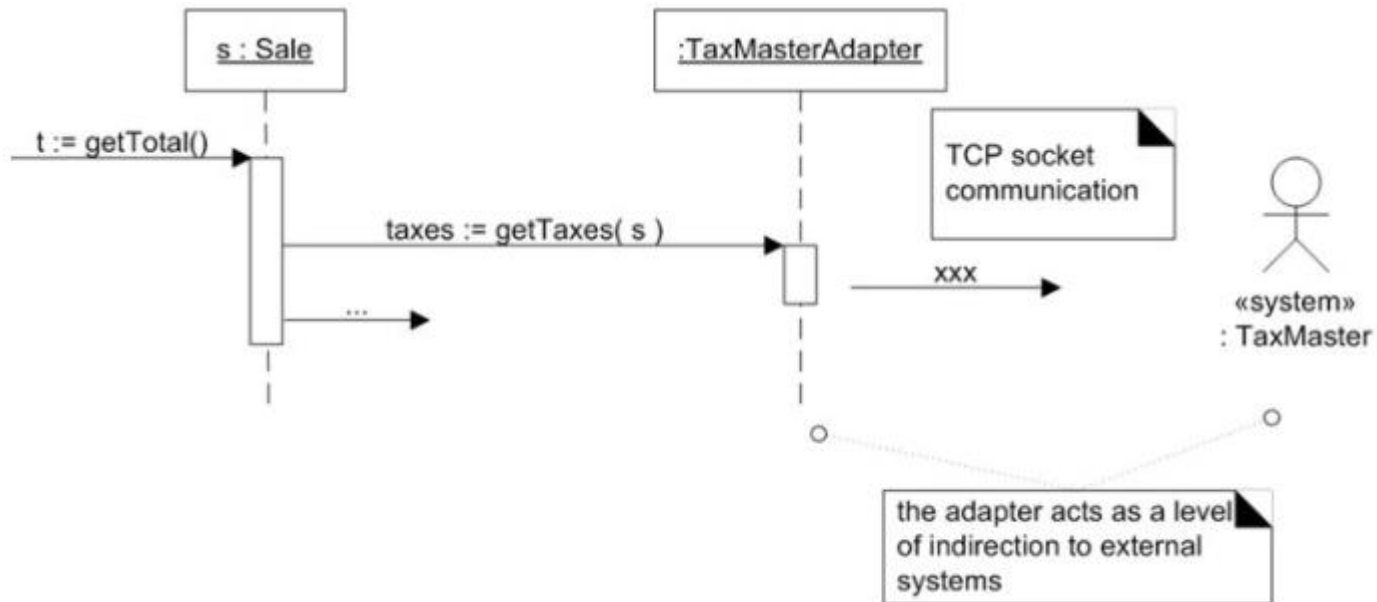 s : Sale
:TaxMasterAdapter
t := getTotal()
TCP socket
communication
taxes := getTaxes( s )
xxx
...
«system»
: TaxMaster
the adapter acts as a level
of indirection to external
systems